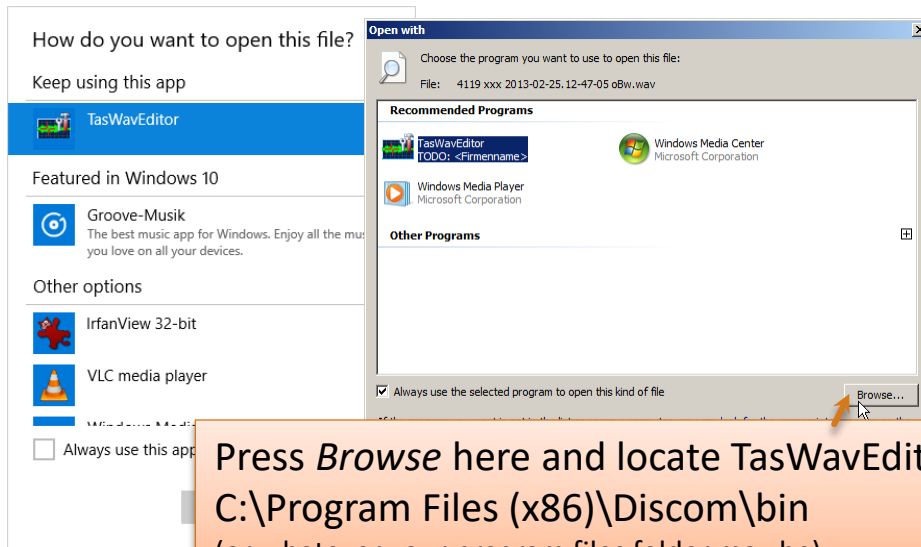 How do you want to open this file?
Keep using this app
TasWavEditor
Featured in Windows 10
Groove-Musik
The best music app for Windows. Enjoy all the mu
you love on all your devices.
Other options
IrfanView 32-bit
VLC media player
Always use this app
Open with
Choose the program you want to use to open this file:
File: 4119 xxx 2013-02-25.12-47-05 oBw.wav
Recommended Programs
TasWavEditor
TODO: <Firmenname>
Windows Media Center
Microsoft Corporation
Windows Media Player
Microsoft Corporation
Other Programs
Always use the selected program to open this kind of file
Browse...
Press Browse here and locate TasWavEdit
C:\Program Files (x86)\Discom\bin